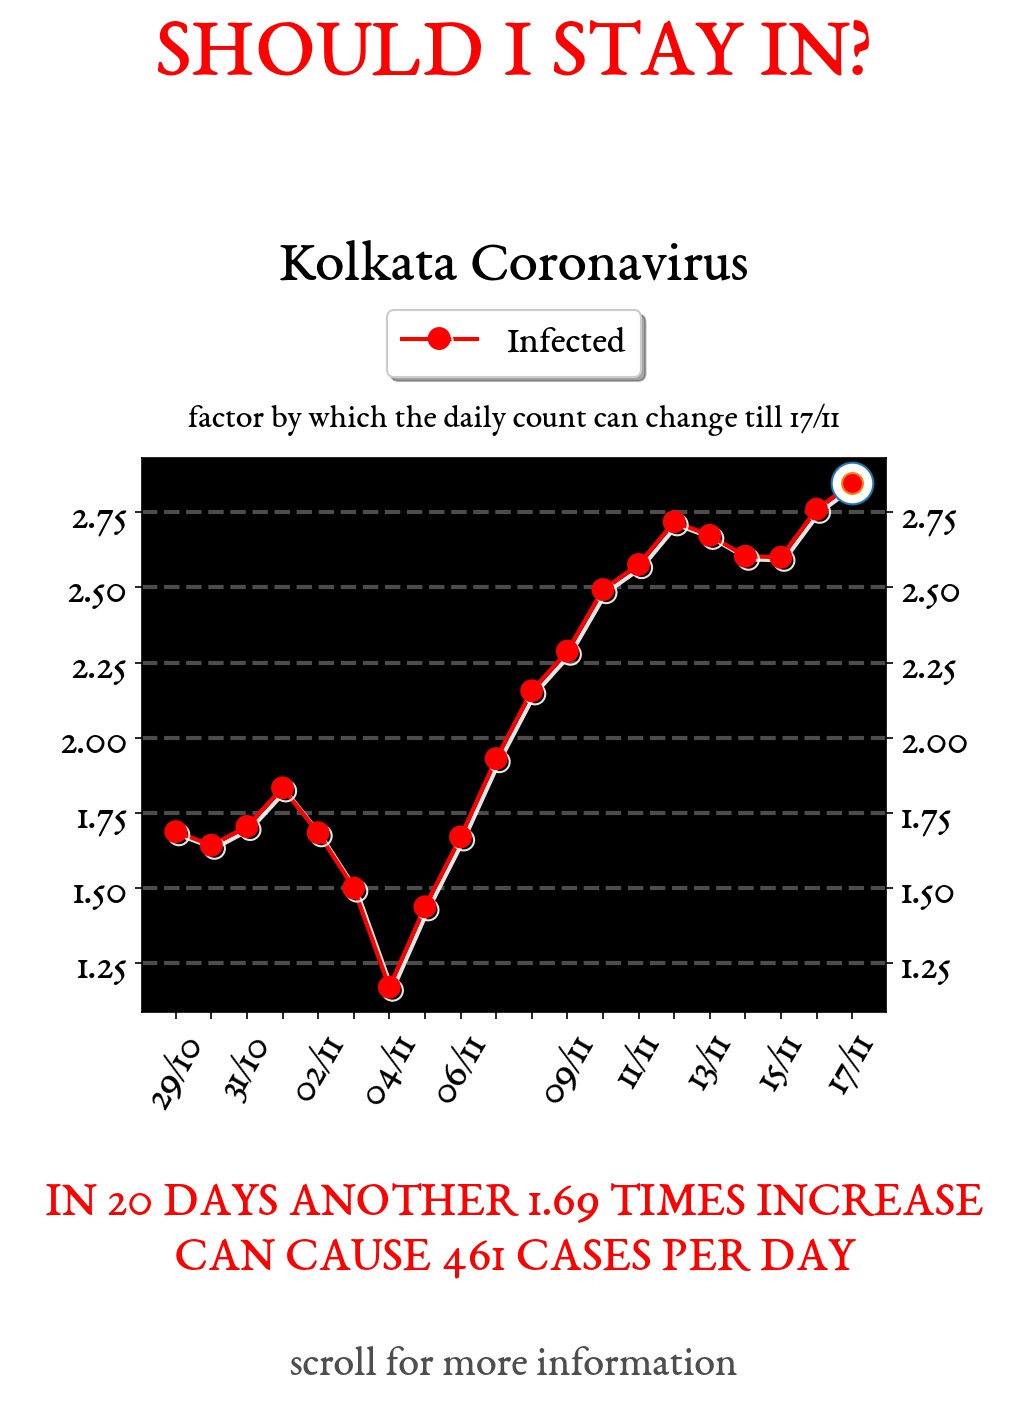 SHOULD I STAY IN?
Kolkata Coronavirus
Infected
factor by which the daily count can change till 17/11
2.75 2.75
2.50 2.50
2.25 2.25
2.00 2.00
1.75 1.75
1.50 1.50
1.25 1.25
29/10 31/10 02/11 04/11 06/11 09/11 11/11 13/11 15/11 17/11
IN 20 DAYS ANOTHER 1.69 TIMES INCREASE
CAN CAUSE 461 CASES PER DAY
scroll for more information